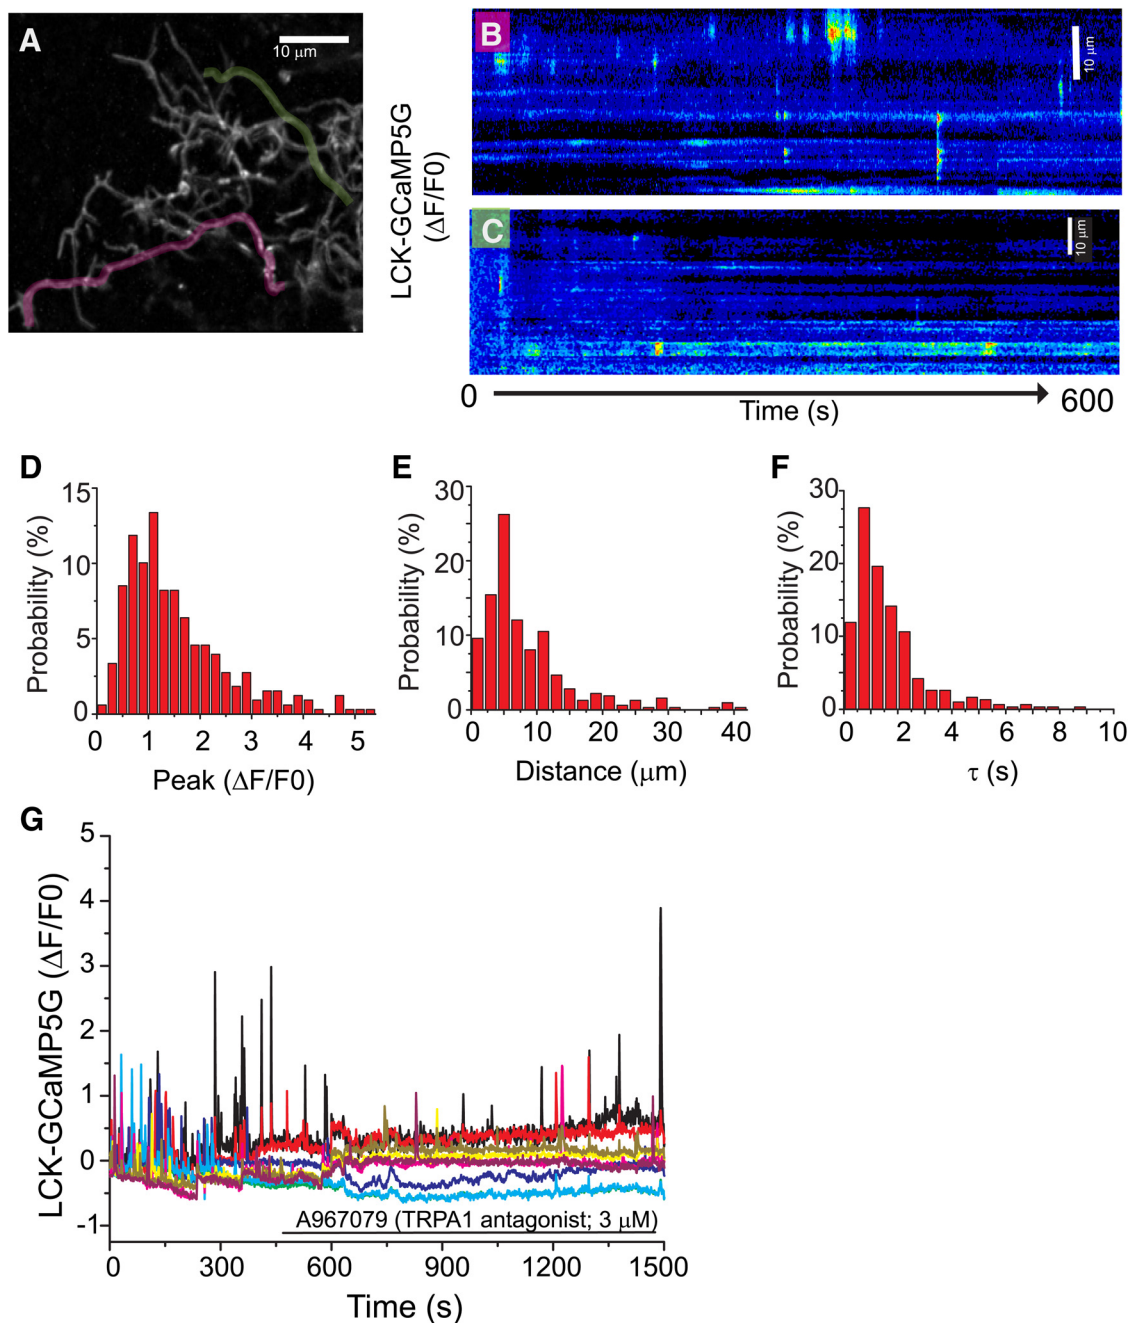 A
10 μm
LCK-GCaMP5G
(ΔF/F0)
B
10 μm
C
10 μm
0
Time (s)
600
D
Probability (%)
15
10
5
0
0 1 2 3 4 5
Peak (ΔF/F0)
E
Probability (%)
30
20
10
0
0 10 20 30 40
Distance (μm)
F
Probability (%)
30
20
10
0
0 2 4 6 8 10
τ (s)
G
LCK-GCaMP5G (ΔF/F0)
5
4
3
2
1
0
-1
A967079 (TRPA1 antagonist; 3 μM)
0 300 600 900 1200 1500
Time (s)